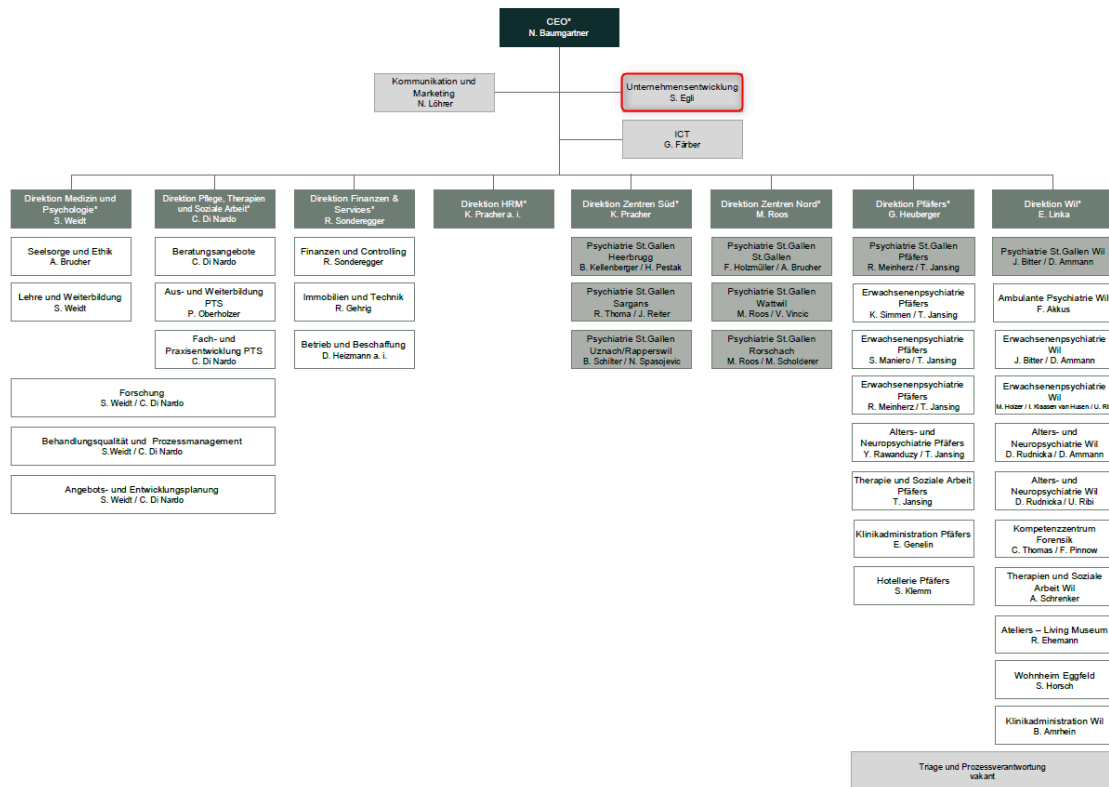 CEO*
N. Baumgartner
Kommunikation und
Marketing
N. Löhrer
Unternehmensentwicklung
S. Egli
ICT
G. Färber
Direktion Medizin und
Psychologie*
S. Weidt
Seelsorge und Ethik
A. Brucher
Lehre und Weiterbildung
S. Weidt
Direktion Pflege, Therapien
und Soziale Arbeit*
C. Di Nardo
Beratungsangebote
C. Di Nardo
Aus- und Weiterbildung
PTS
P. Oberholzer
Fach- und
Praxisentwicklung PTS
C. Di Nardo
Forschung
S. Weidt / C. Di Nardo
Behandlungsqualität und Prozessmanagement
S.Weidt / C. Di Nardo
Angebots- und Entwicklungsplanung
S. Weidt / C. Di Nardo
Direktion Finanzen &
Services*
R. Sonderegger
Finanzen und Controlling
R. Sonderegger
Immobilien und Technik
R. Gehrig
Betrieb und Beschaffung
D. Heizmann a. i.
Direktion HRM*
K. Pracher a. i.
Direktion Zentren Süd*
K. Pracher
Psychiatrie St.Gallen
Heerbrugg
B. Kellenberger / H. Pestak
Psychiatrie St.Gallen
Sargans
R. Thoma / J. Reiter
Psychiatrie St.Gallen
Uznach/Rapperswil
B. Schilter / N. Spasojevic
Direktion Zentren Nord*
M. Roos
Psychiatrie St.Gallen
St.Gallen
F. Holzmüller / A. Brucher
Psychiatrie St.Gallen
Wattwil
M. Roos / V. Vincic
Psychiatrie St.Gallen
Rorschach
M. Roos / M. Scholderer
Direktion Pfäfers*
G. Heuberger
Psychiatrie St.Gallen
Pfäfers
R. Meinherz / T. Jansing
Erwachsenenpsychiatrie
Pfäfers
K. Simmen / T. Jansing
Erwachsenenpsychiatrie
Pfäfers
S. Maniero / T. Jansing
Erwachsenenpsychiatrie
Pfäfers
R. Meinherz / T. Jansing
Alters- und
Neuropsychiatrie Pfäfers
Y. Rawanduzy / T. Jansing
Therapie und Soziale Arbeit
Pfäfers
T. Jansing
Klinikadministration Pfäfers
E. Genelin
Hotellerie Pfäfers
S. Klemm
Direktion Wil*
E. Linka
Psychiatrie St.Gallen Wil
J. Bitter / D. Ammann
Ambulante Psychiatrie Wil
F. Akkus
Erwachsenenpsychiatrie
Wil
J. Bitter / D. Ammann
Erwachsenenpsychiatrie
Wil
M. Holzer / I. Klaasen van Husen / U. Ribi
Alters- und
Neuropsychiatrie Wil
D. Rudnicka / D. Ammann
Alters- und
Neuropsychiatrie Wil
D. Rudnicka / U. Ribi
Kompetenzzentrum
Forensik
C. Thomas / F. Pinnow
Therapien und Soziale
Arbeit Wil
A. Schrenker
Ateliers – Living Museum
R. Ehemann
Wohnheim Eggfeld
S. Horsch
Klinikadministration Wil
B. Amrhein
Triage und Prozessverantwortung
vakant